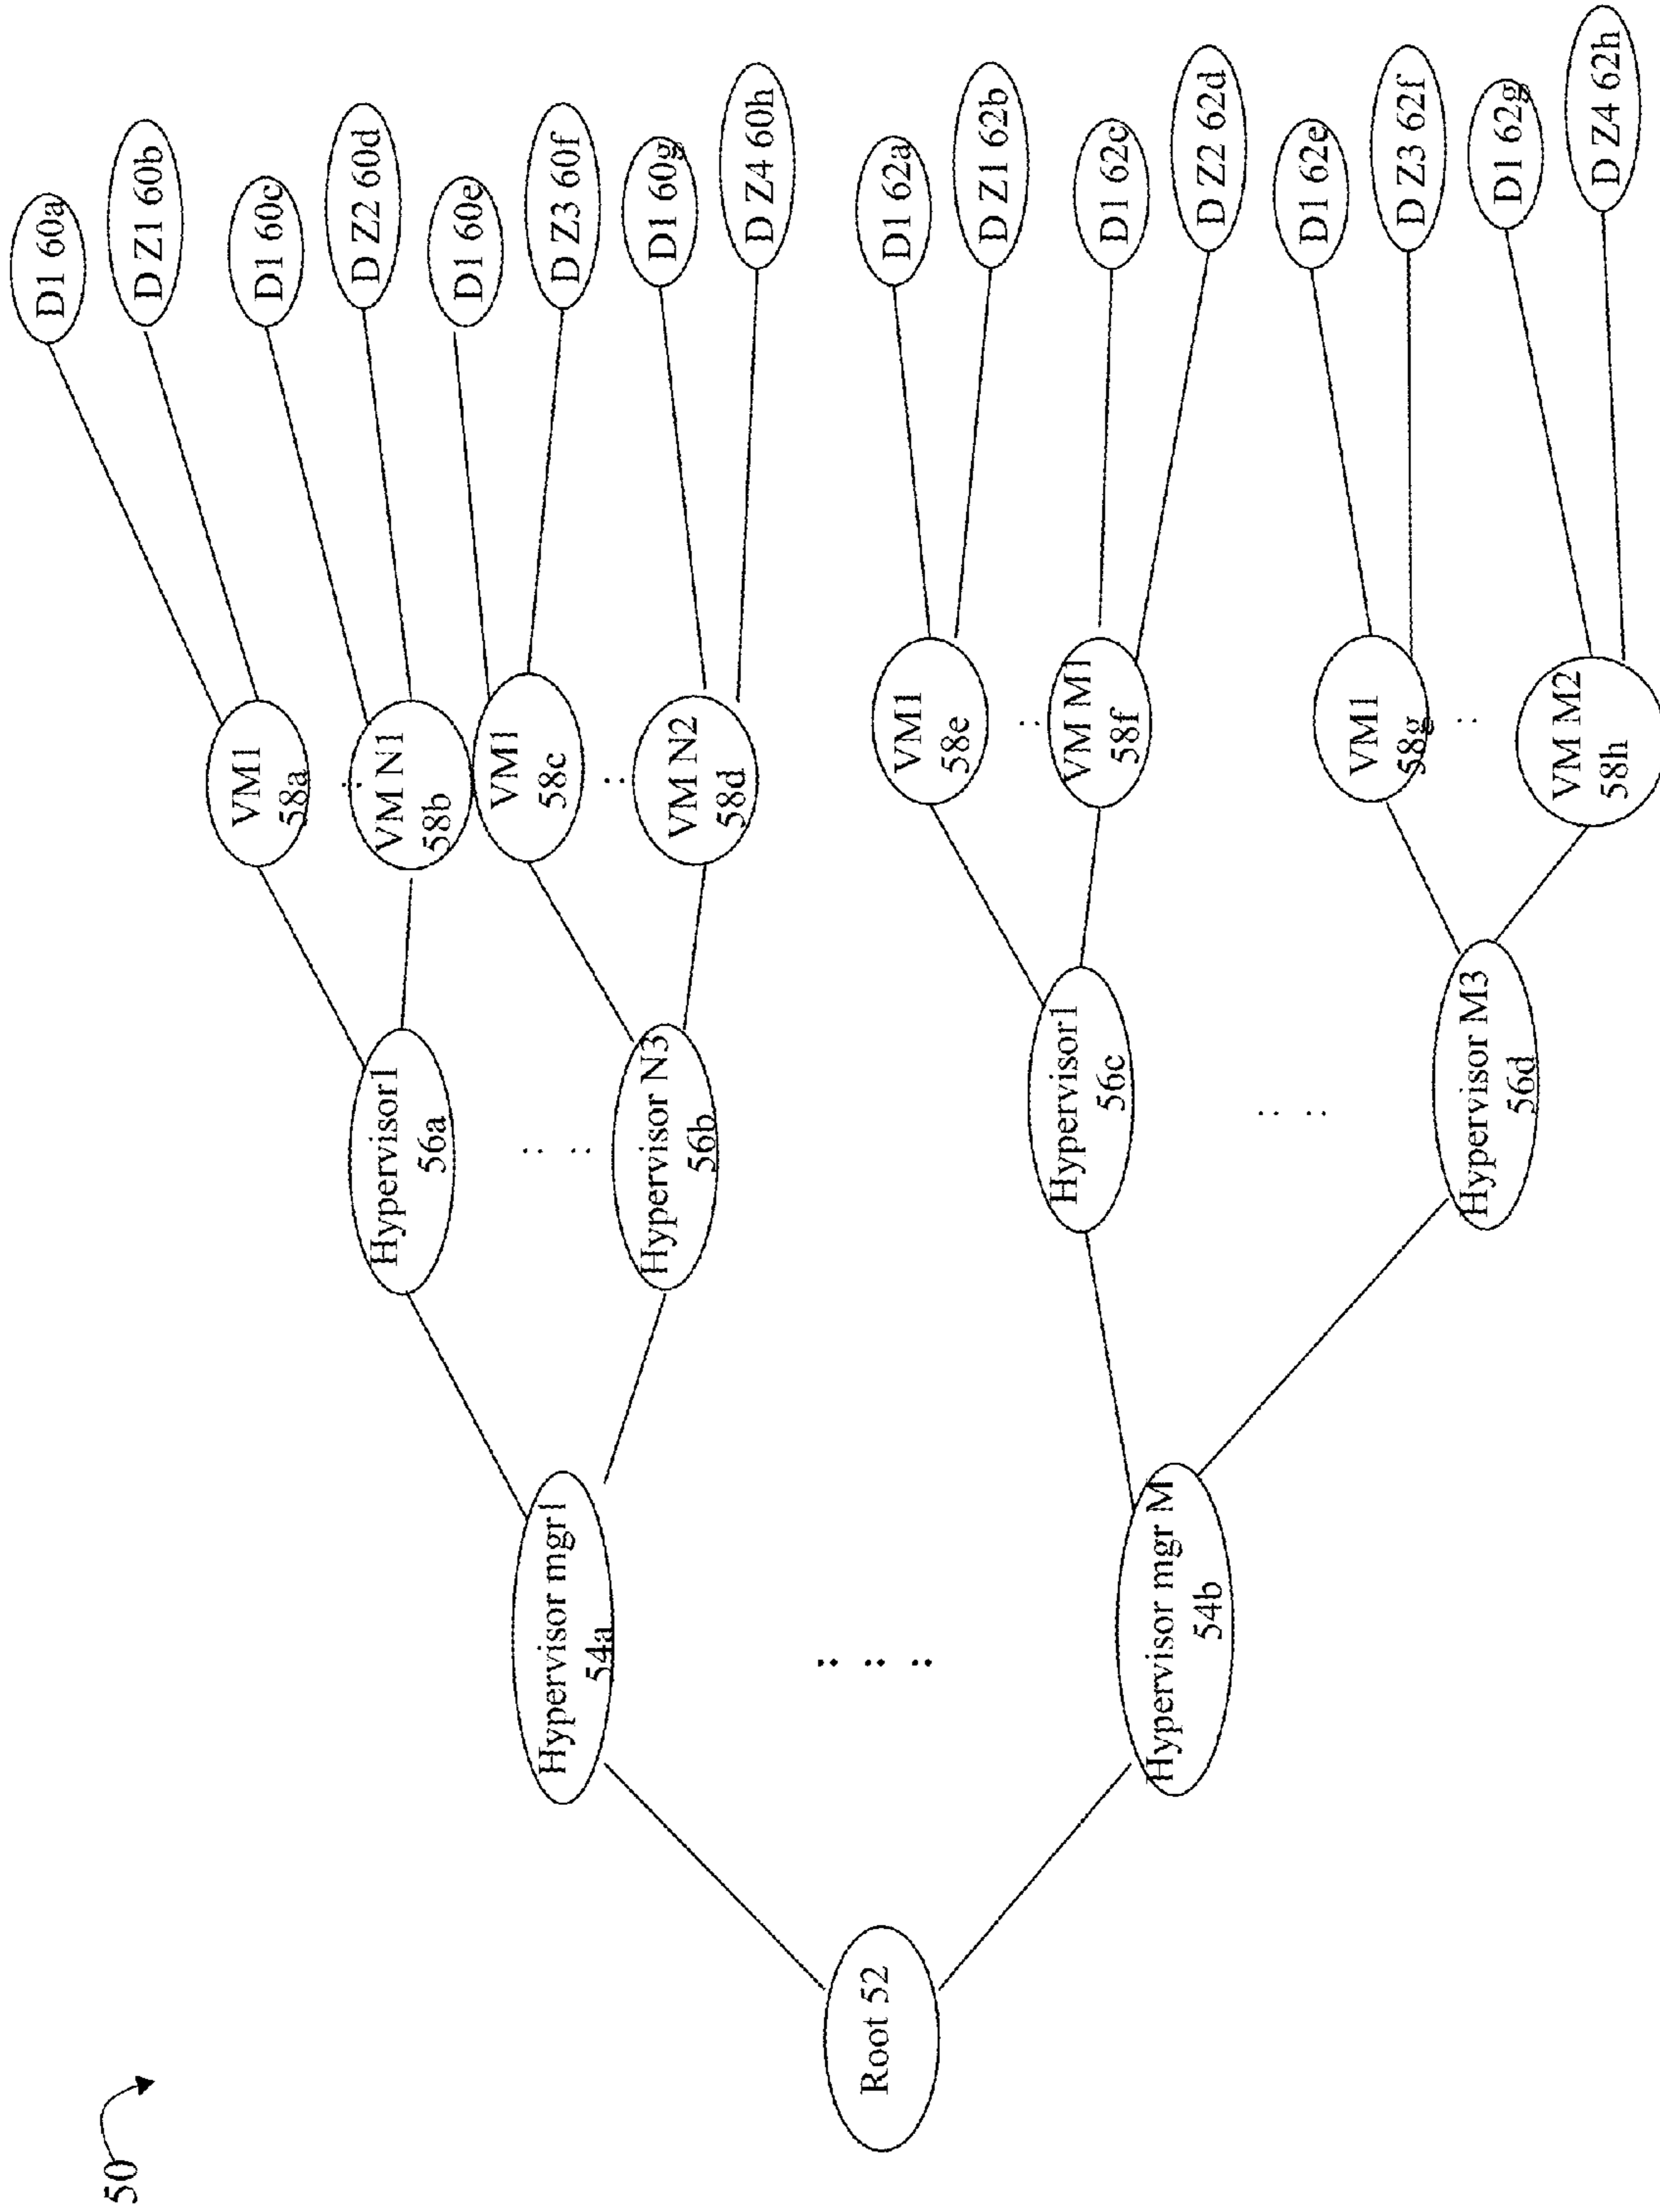 50
Root 52
Hypervisor mgr1
54a
Hypervisor mgr M
54b
Hypervisor1
56a
Hypervisor N3
56b
Hypervisor1
56c
Hypervisor M3
56d
VM1
58a
VM N1
58b
VM1
58c
VM N2
58d
VM1
58e
VM M1
58f
VM1
58g
VM M2
58h
D1 60a
D Z1 60b
D1 60c
D Z2 60d
D1 60e
D Z3 60f
D1 60g
D Z4 60h
D1 62a
D Z1 62b
D1 62c
D Z2 62d
D1 62e
D Z3 62f
D1 62g
D Z4 62h